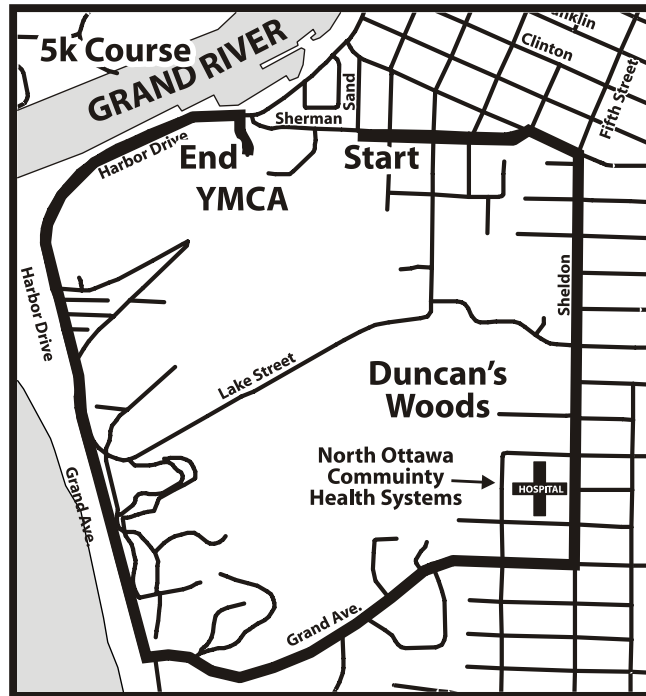 5k Course
GRAND RIVER
Clinton
Fifth Street
Sand
Sherman
Harbor Drive
End
Start
YMCA
Harbor Drive
Sheldon
Lake Street
Duncan's
Woods
North Ottawa
Commuinty
Health Systems
HOSPITAL
Grand Ave.
Grand Ave.